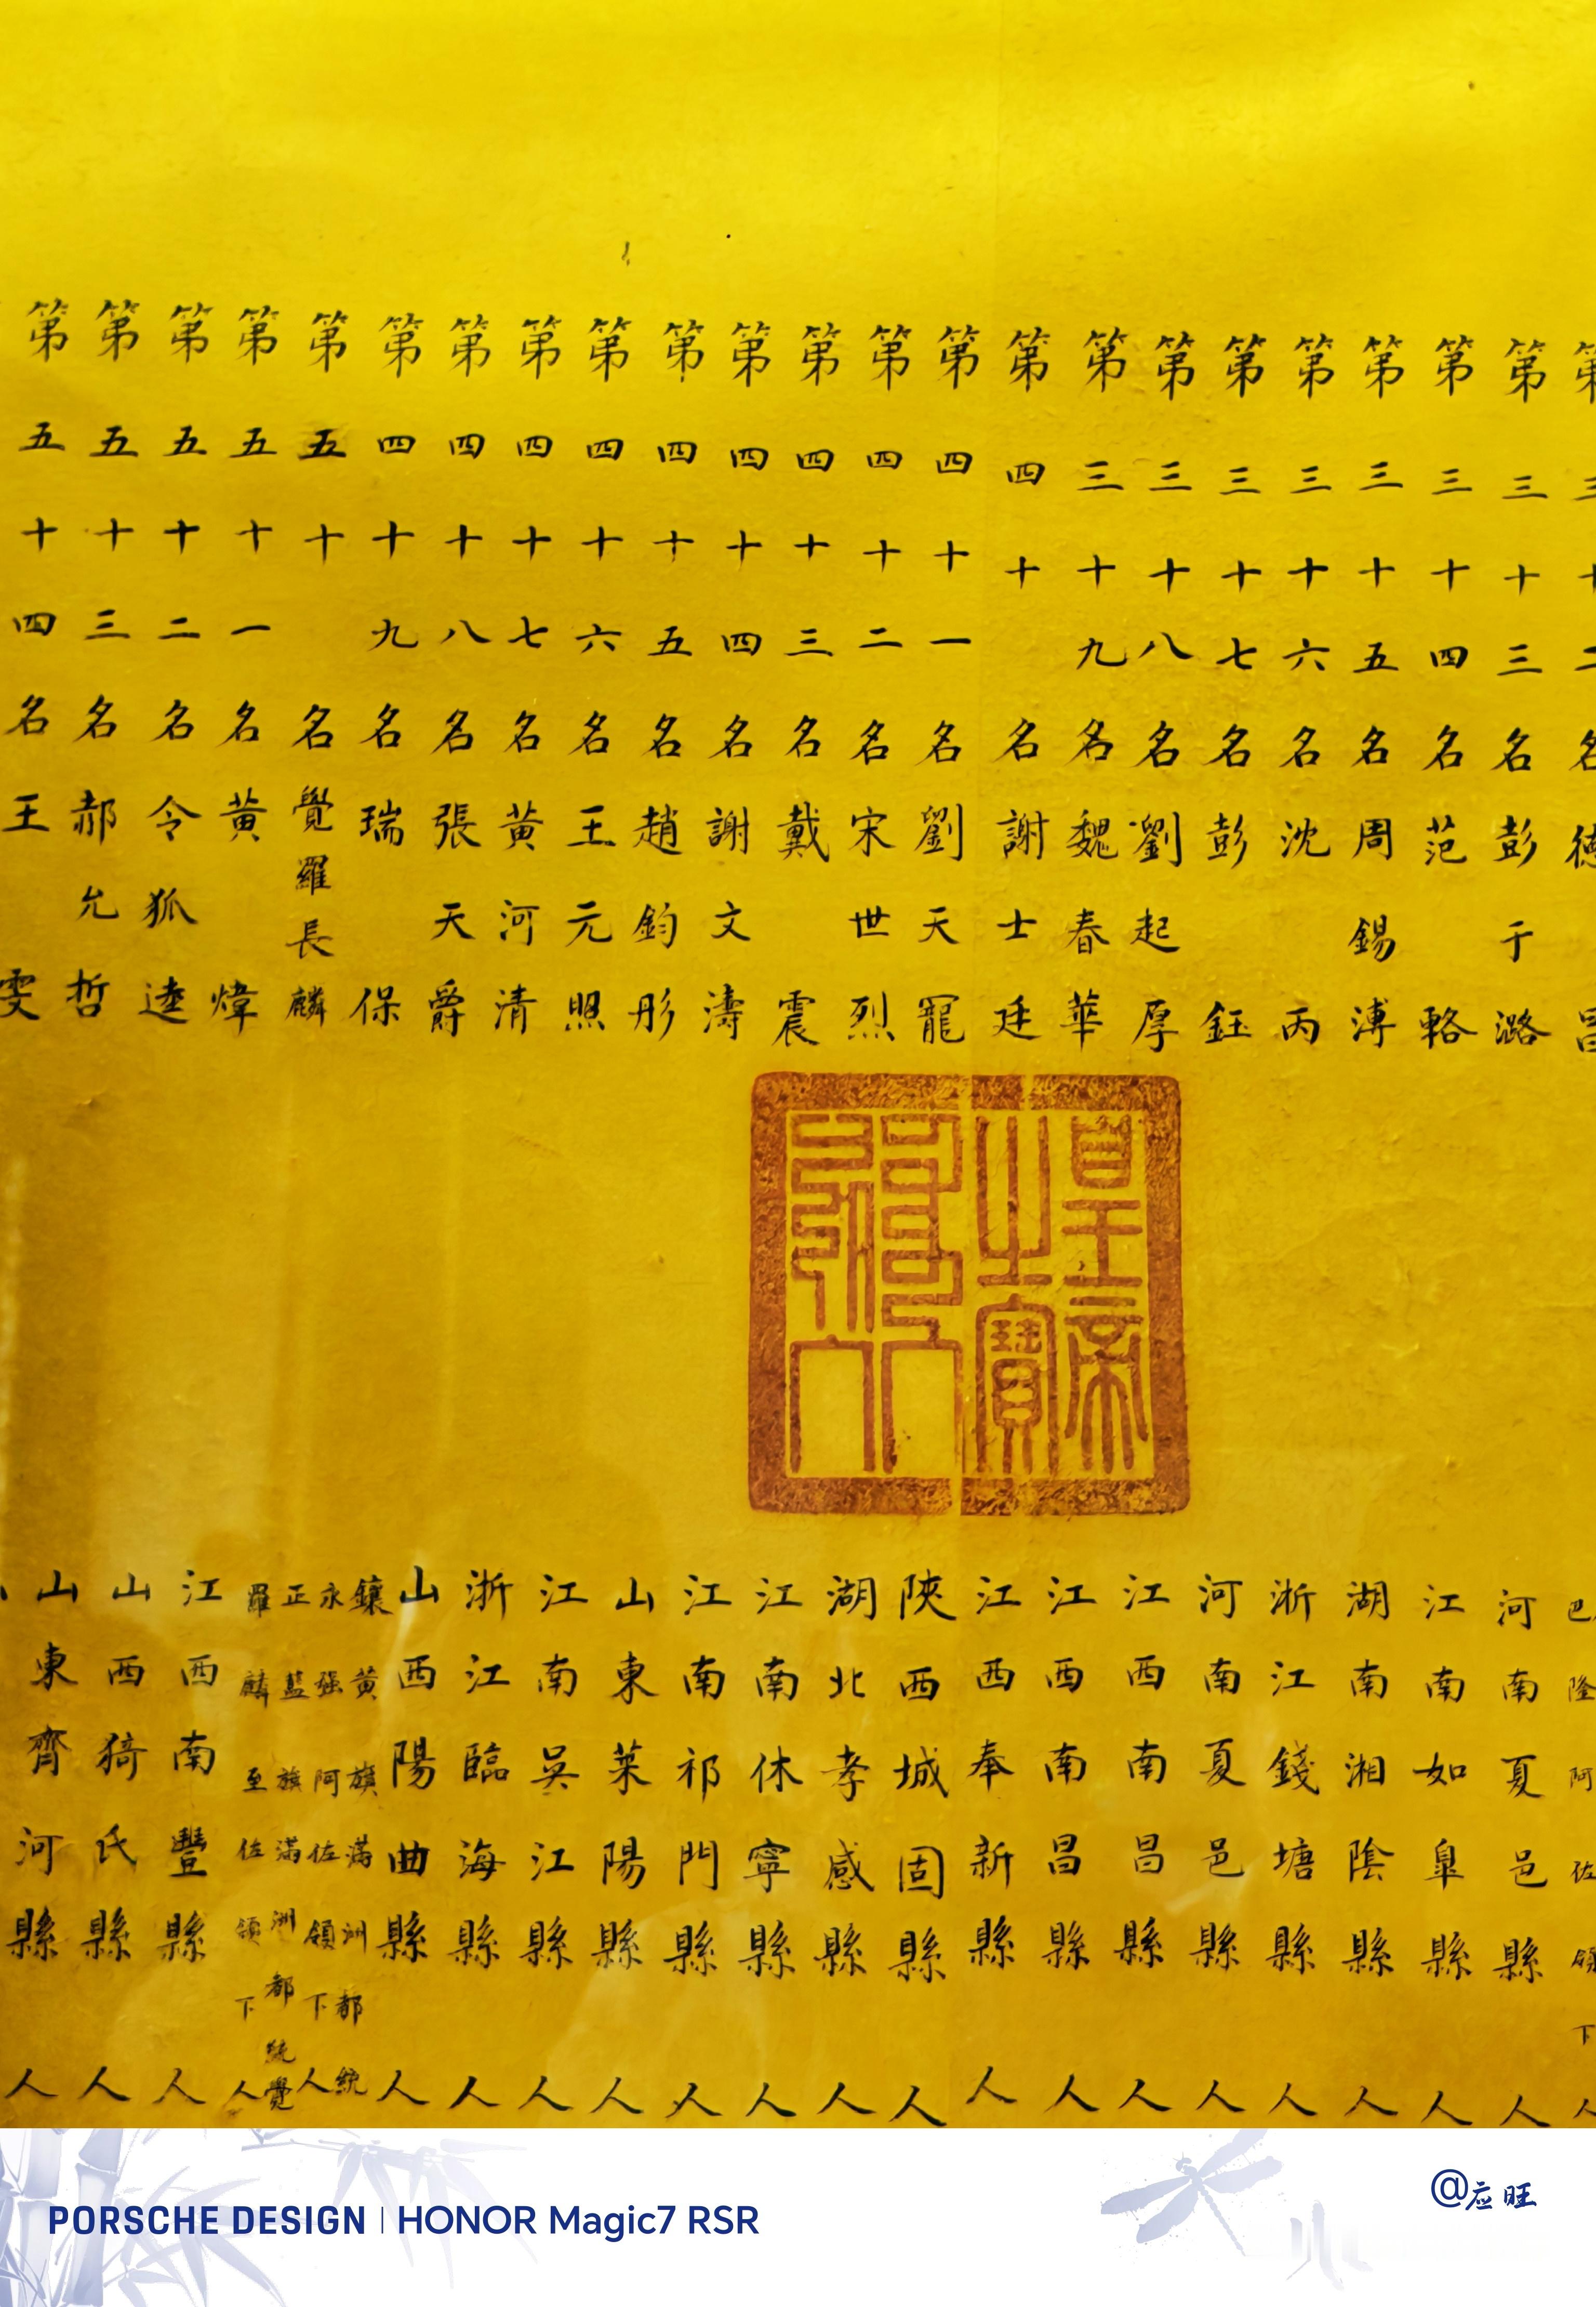 第三十三名彭于潞 河南夏邑縣人
第三十四名范輅 江南如皐縣人
第三十五名周錫溥 湖南湘陰縣人
第三十六名沈丙 浙江錢塘縣人
第三十七名彭鈺 河南夏邑縣人
第三十八名劉起厚 江西南昌縣人
第三十九名魏春華 江西南昌縣人
第四十名謝士廷 江西奉新縣人
第四十一名劉天寵 陝西城固縣人
第四十二名宋世烈 湖北孝感縣人
第四十三名戴震 江南休寧縣人
第四十四名謝文濤 江南祁門縣人
第四十五名趙鈞彤 山東萊陽縣人
第四十六名王元照 江南吳江縣人
第四十七名黃河清 浙江臨海縣人
第四十八名張天爵 山西陽曲縣人
第四十九名瑞保 鑲黃旗滿洲都統永强阿佐領下人
第五十名覺羅長麟 正藍旗滿洲都統覺羅麟至佐領下人
第五十一名黃煒 江西南豐縣人
第五十二名令狐逵 山西猗氏縣人
第五十三名郝允哲 山東齊河縣人
第五十四名王雯
皇帝之寶
PORSCHE DESIGN | HONOR Magic7 RSR
@应旺